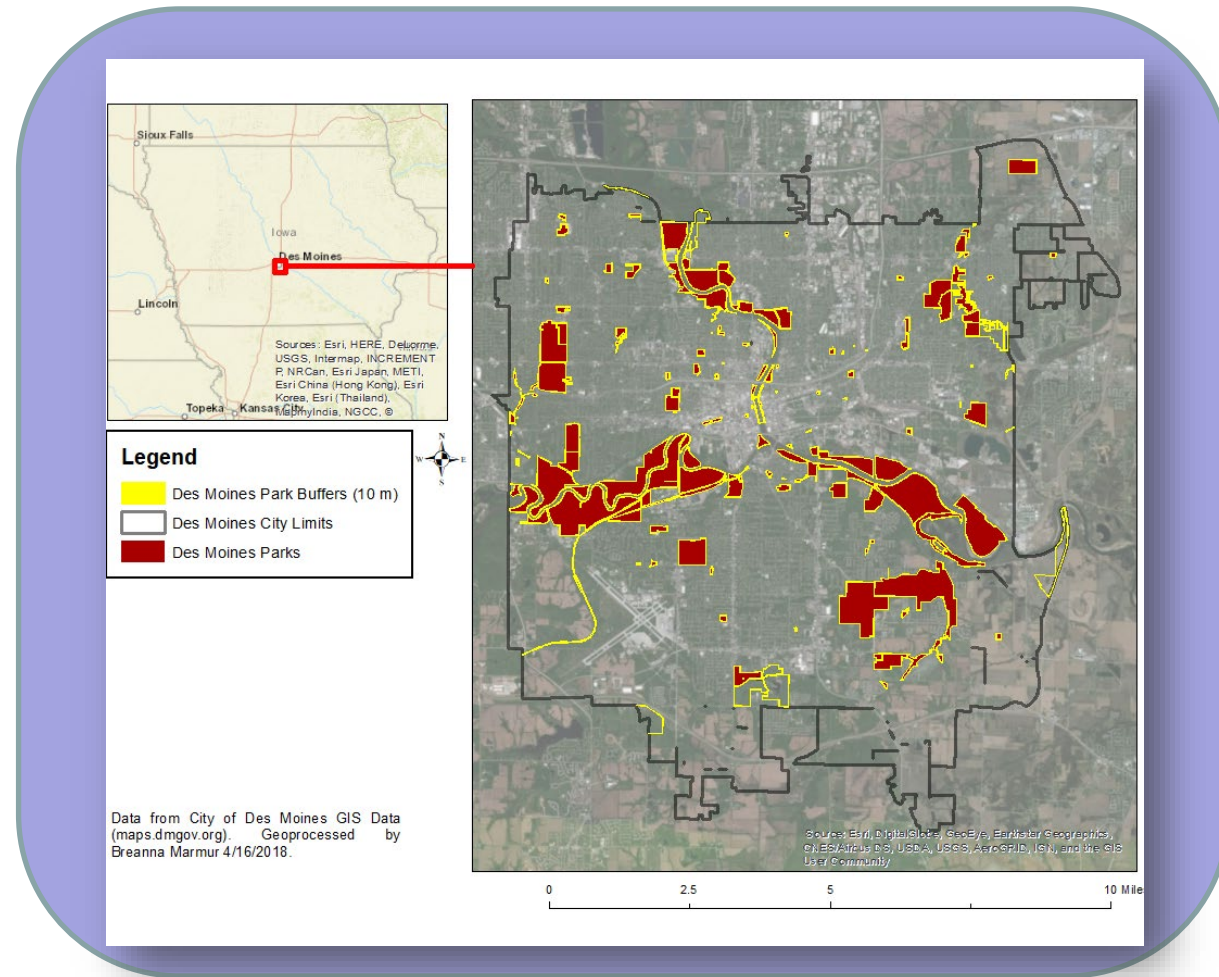 Sioux Falls
Iowa
Des Moines
Lincoln
Sources: Esri, HERE, DeLorme,
USGS, Intermap, INCREMENT
P, NRCan, Esri Japan, METI,
Esri China (Hong Kong), Esri
Korea, Esri (Thailand),
MapmyIndia, NGCC, ©
Topeka Kansas City
Legend
Des Moines Park Buffers (10 m)
Des Moines City Limits
Des Moines Parks
N
W E
S
Data from City of Des Moines GIS Data
(maps.dmgov.org). Geoprocessed by
Breanna Marmur 4/16/2018.
Source: Esri, DigitalGlobe, GeoEye, Earthstar Geographics,
CNES/Airbus DS, USDA, USGS, AeroGRID, IGN, and the GIS
User Community
0 2.5 5 10 Mile